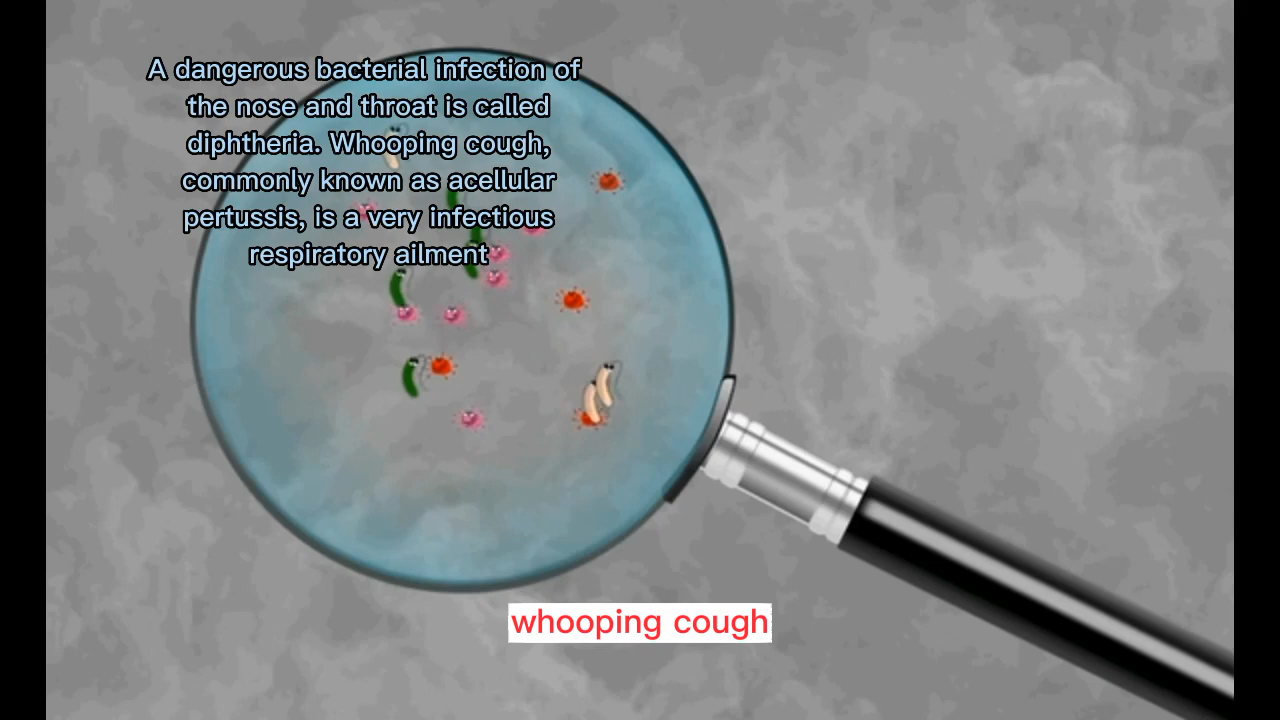 A dangerous bacterial infection of
the nose and throat is called
diphtheria. Whooping cough,
commonly known as acellular
pertussis, is a very infectious
respiratory ailment
whooping cough